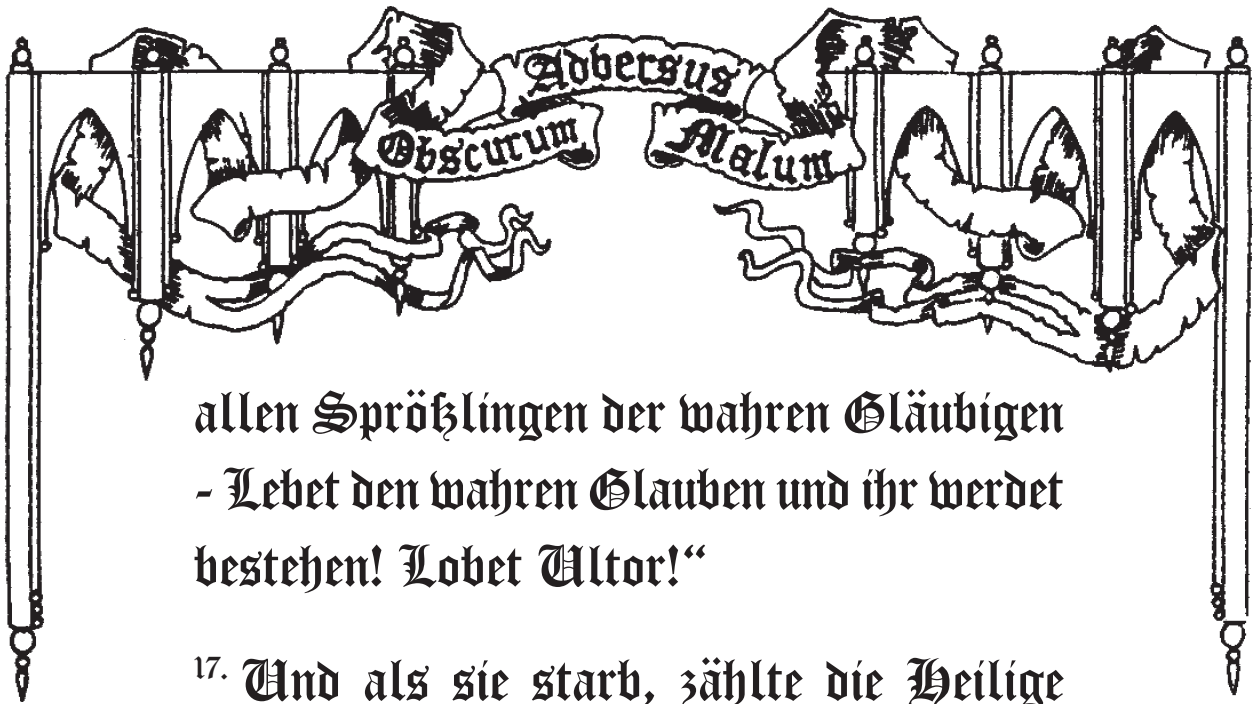 Adversus
Obscurum Malum
allen Sprößlingen der wahren Gläubigen
- Lebet den wahren Glauben und ihr werdet
bestehen! Lobet Ultor!“
17. Und als sie starb, zählte die Heilige